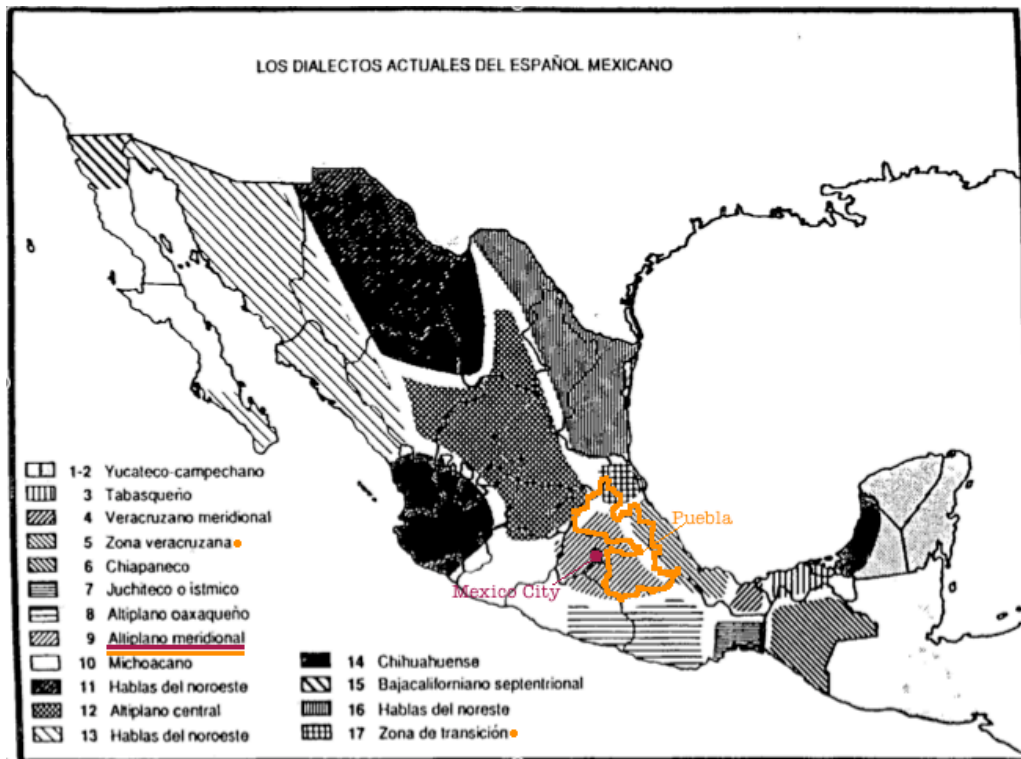 LOS DIALECTOS ACTUALES DEL ESPAÑOL MEXICANO
8
Puebla
Mexico City
1-2 Yucateco-campechano
3 Tabasqueño
4 Veracruzano meridional
5 Zona veracruzana
6 Chiapaneco
7 Juchiteco o istmico
8 Altiplano oaxaqueño
9 Altiplano meridional
10 Michoacano
11 Hablas del noroeste
12 Altiplano central
13 Hablas del noroeste
14 Chihuahuense
15 Bajacaliforniano septentrional
16 Hablas del noreste
17 Zona de transición